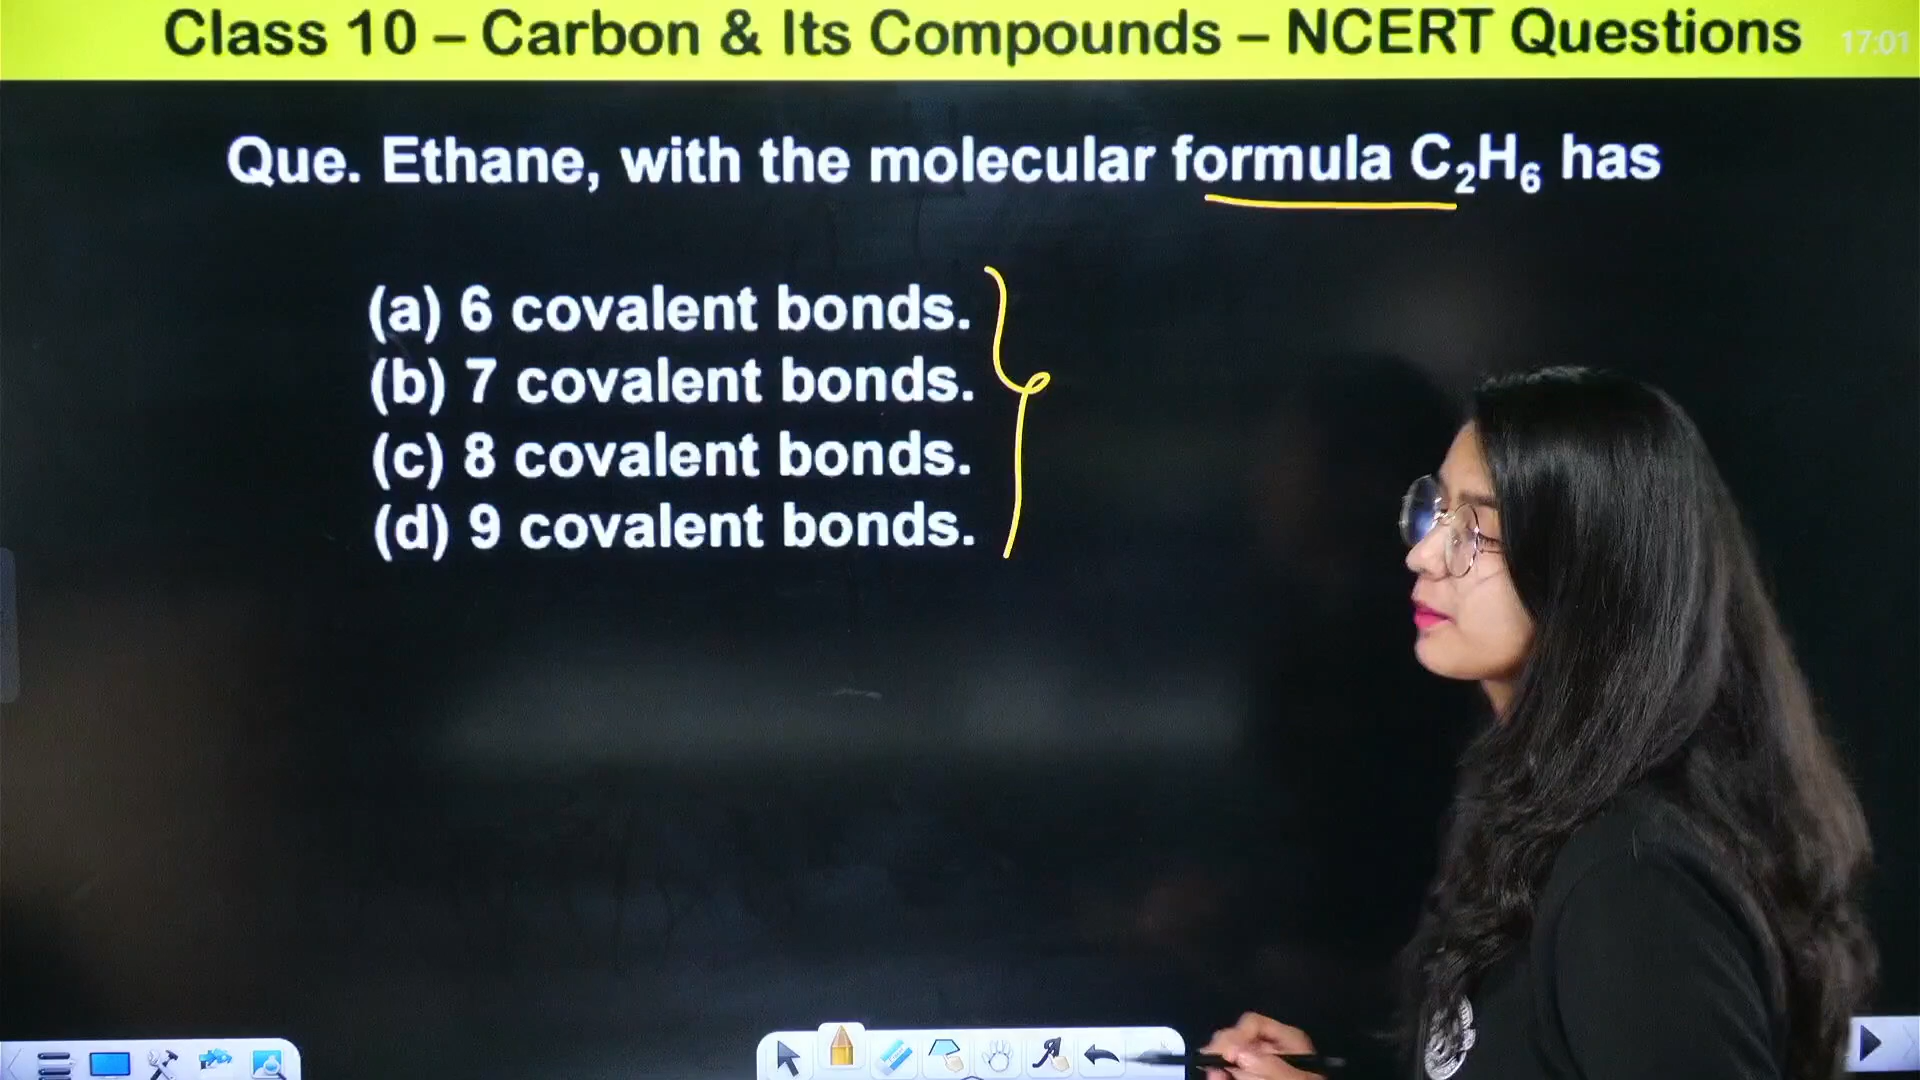 Class 10 – Carbon & Its Compounds – NCERT Questions
17:01
Que. Ethane, with the molecular formula C₂H₆ has
(a) 6 covalent bonds.
(b) 7 covalent bonds.
(c) 8 covalent bonds.
(d) 9 covalent bonds.